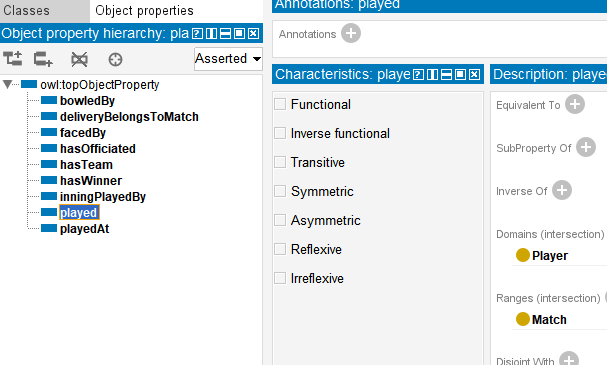 Classes
Object properties
Object property hierarchy: pla
Asserted
owl:topObjectProperty
bowledBy
deliveryBelongsToMatch
facedBy
hasOfficiated
hasTeam
hasWinner
inningPlayedBy
played
playedAt
Annotations: played
Annotations
Characteristics: playe
Functional
Inverse functional
Transitive
Symmetric
Asymmetric
Reflexive
Irreflexive
Description: played
Equivalent To
SubProperty Of
Inverse Of
Domains (intersection)
Player
Ranges (intersection)
Match
Disjoint With